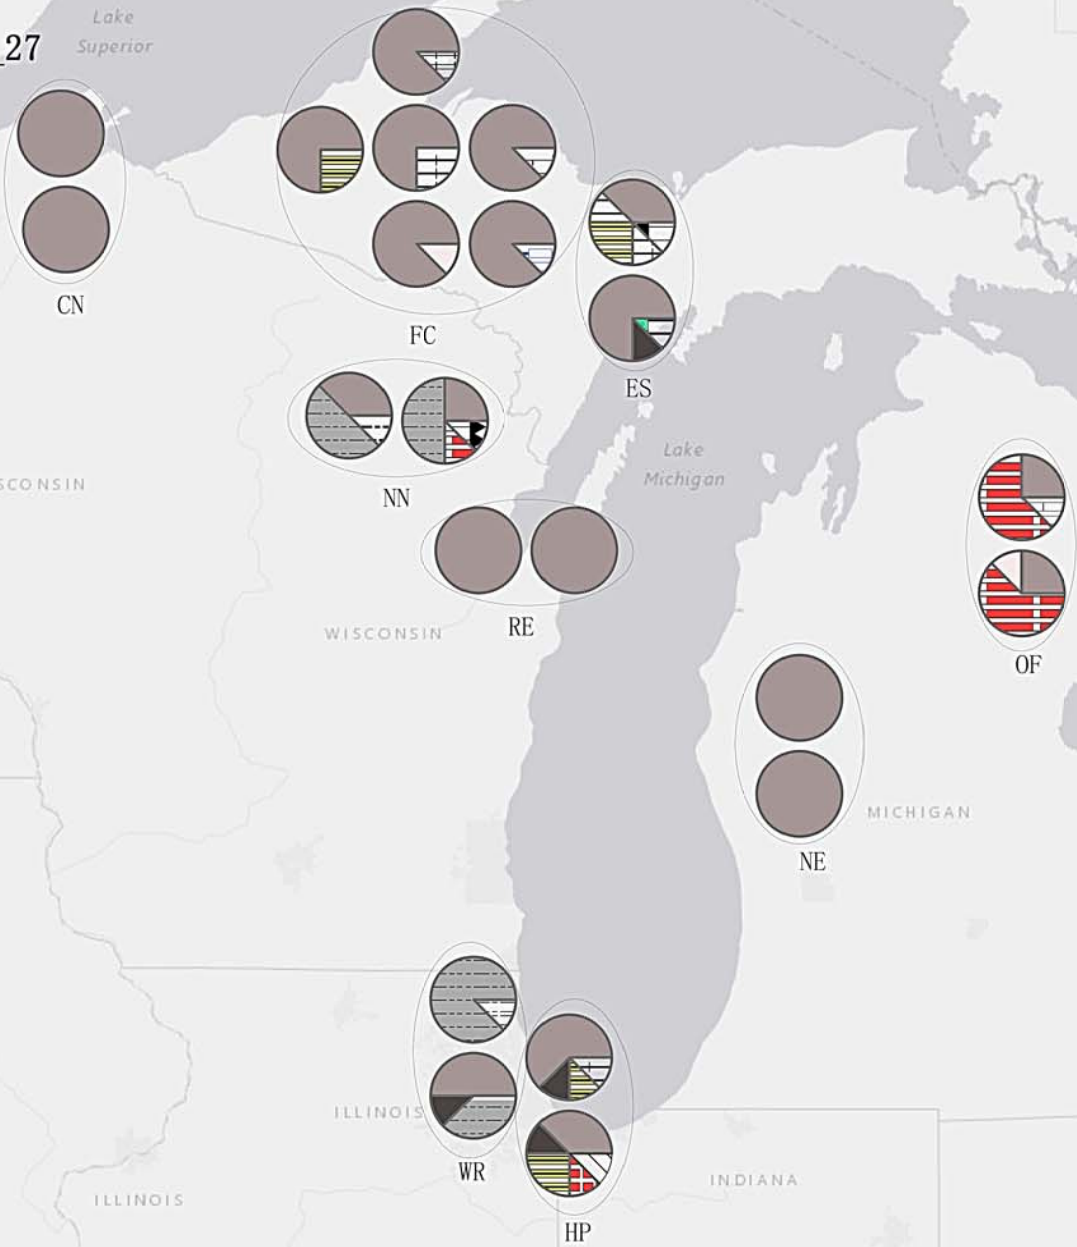 Lake
Superior
_27
CN
FC
ES
Lake
Michigan
SCONSIN
NN
WISCONSIN
RE
OF
MICHIGAN
NE
ILLINOIS
WR
INDIANA
ILLINOIS
HP